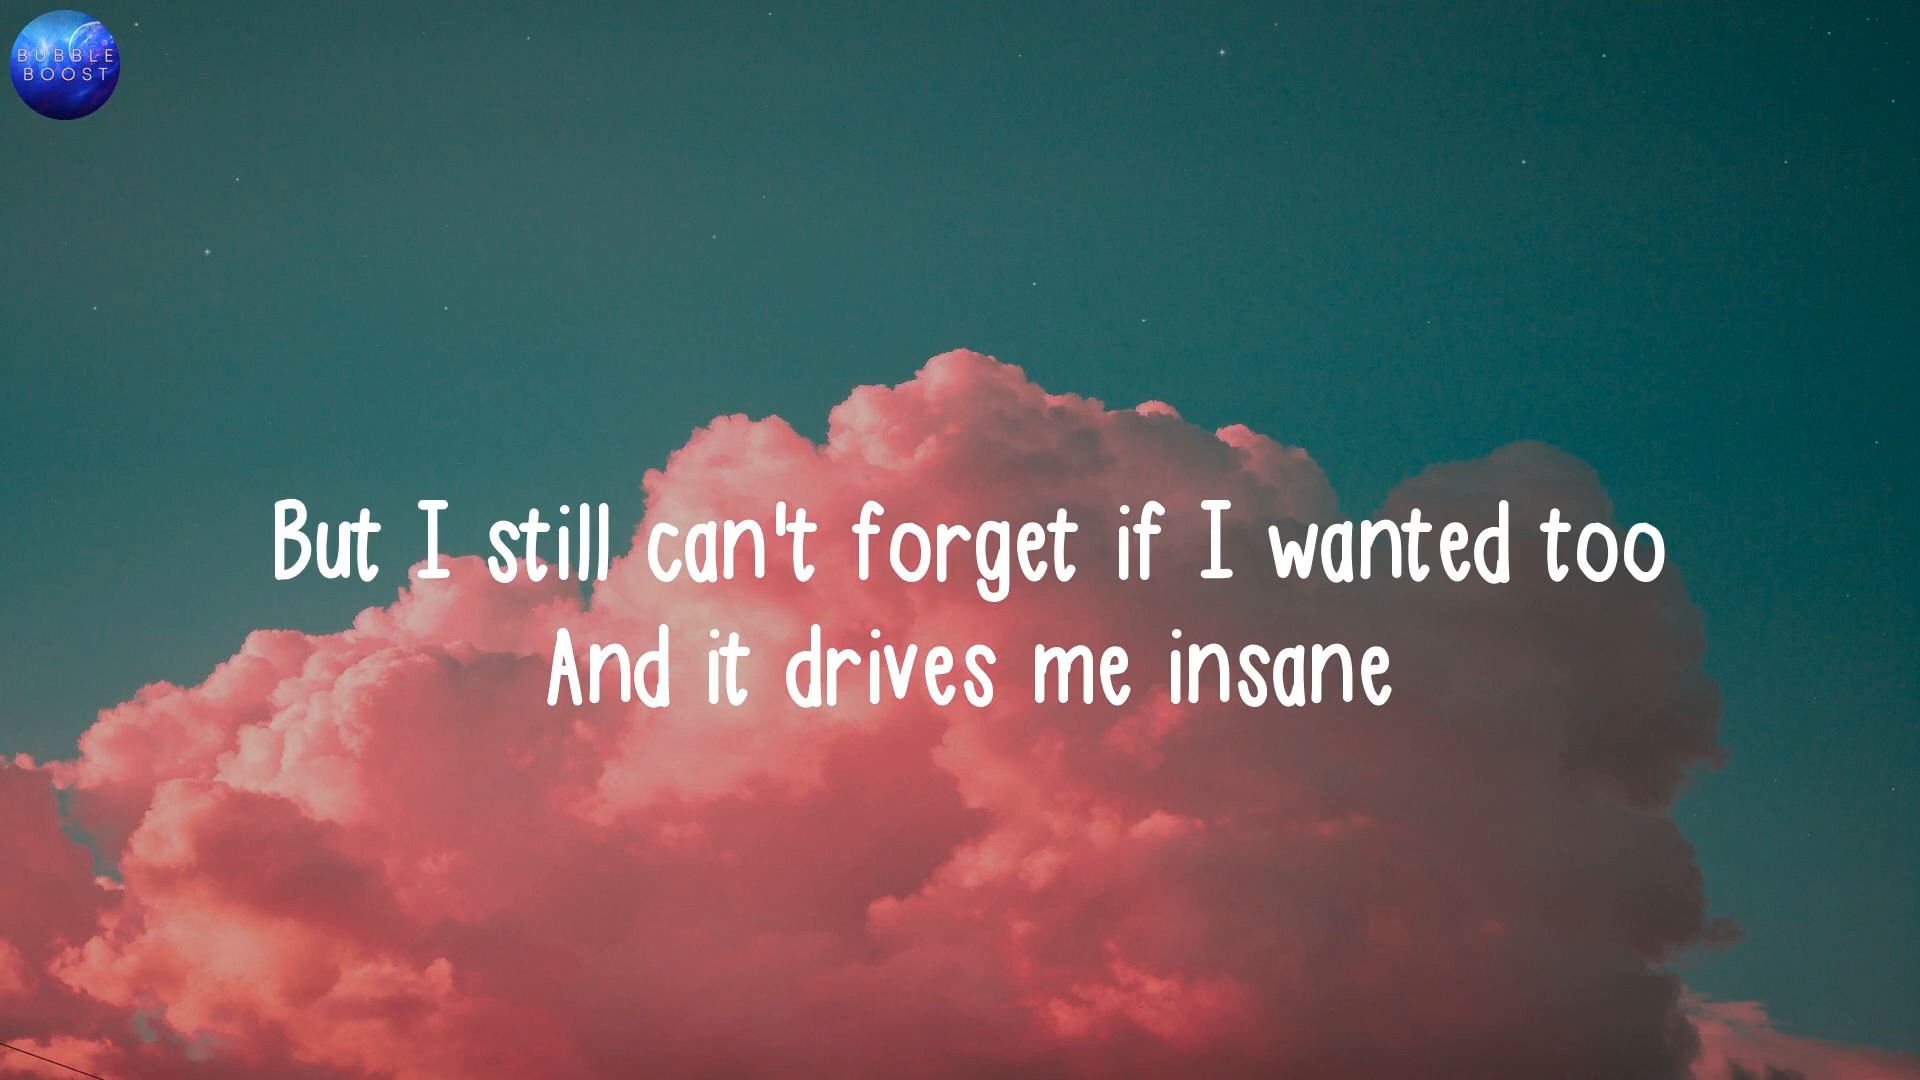 BUBBLE
BOOST
But I still can't forget if I wanted too
And it drives me insane